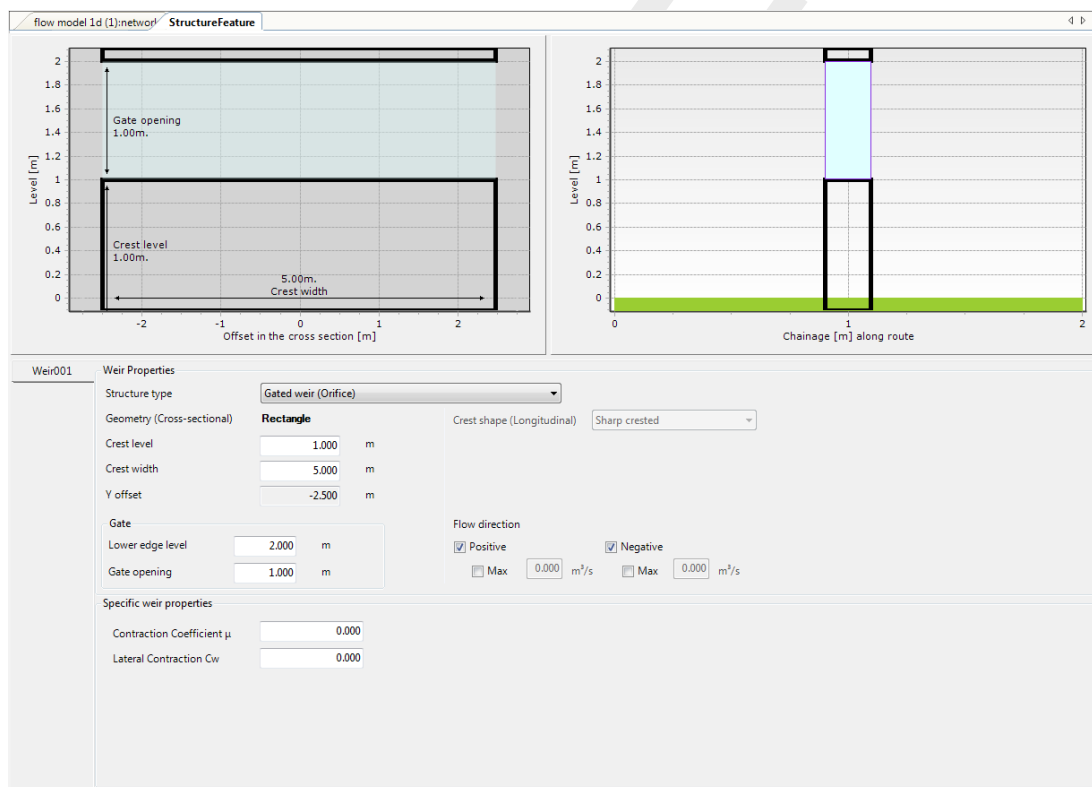 flow model 1d (1):networ StructureFeature
Level [m]
2
1.8
1.6
1.4
1.2
1
0.8
0.6
0.4
0.2
0
Gate opening
1.00m.
Crest level
1.00m.
5.00m.
Crest width
-2 -1 0 1 2
Offset in the cross section [m]
Level [m]
2
1.8
1.6
1.4
1.2
1
0.8
0.6
0.4
0.2
0
0 1 2
Chainage [m] along route
Weir001 Weir Properties
Structure type Gated weir (Orifice)
Geometry (Cross-sectional) Rectangle Crest shape (Longitudinal) Sharp crested
Crest level 1.000 m
Crest width 5.000 m
Y offset -2.500 m
Gate Flow direction
Lower edge level 2.000 m Positive Negative
Gate opening 1.000 m Max 0.000 m³/s Max 0.000 m³/s
Specific weir properties
Contraction Coefficient µ 0.000
Lateral Contraction Cw 0.000